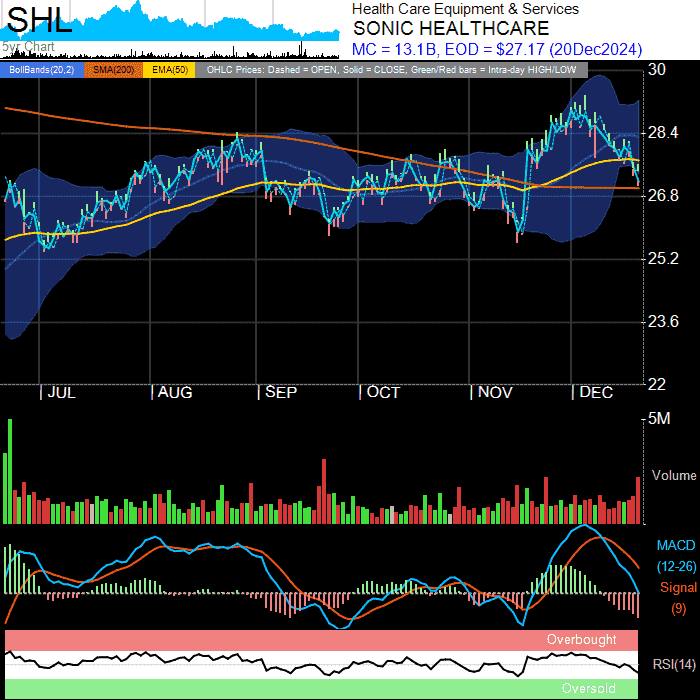 SHL
5yr Chart
Health Care Equipment & Services
SONIC HEALTHCARE
MC = 13.1B, EOD = $27.17 (20Dec2024)
BollBands(20,2) SMA(200) EMA(50) OHLC Prices: Dashed = OPEN, Solid = CLOSE, Green/Red bars = Intra-day HIGH/LOW
30
28.4
26.8
25.2
23.6
22
JUL AUG SEP OCT NOV DEC
5M
Volume
MACD
(12-26)
Signal
(9)
Overbought
RSI(14)
Oversold